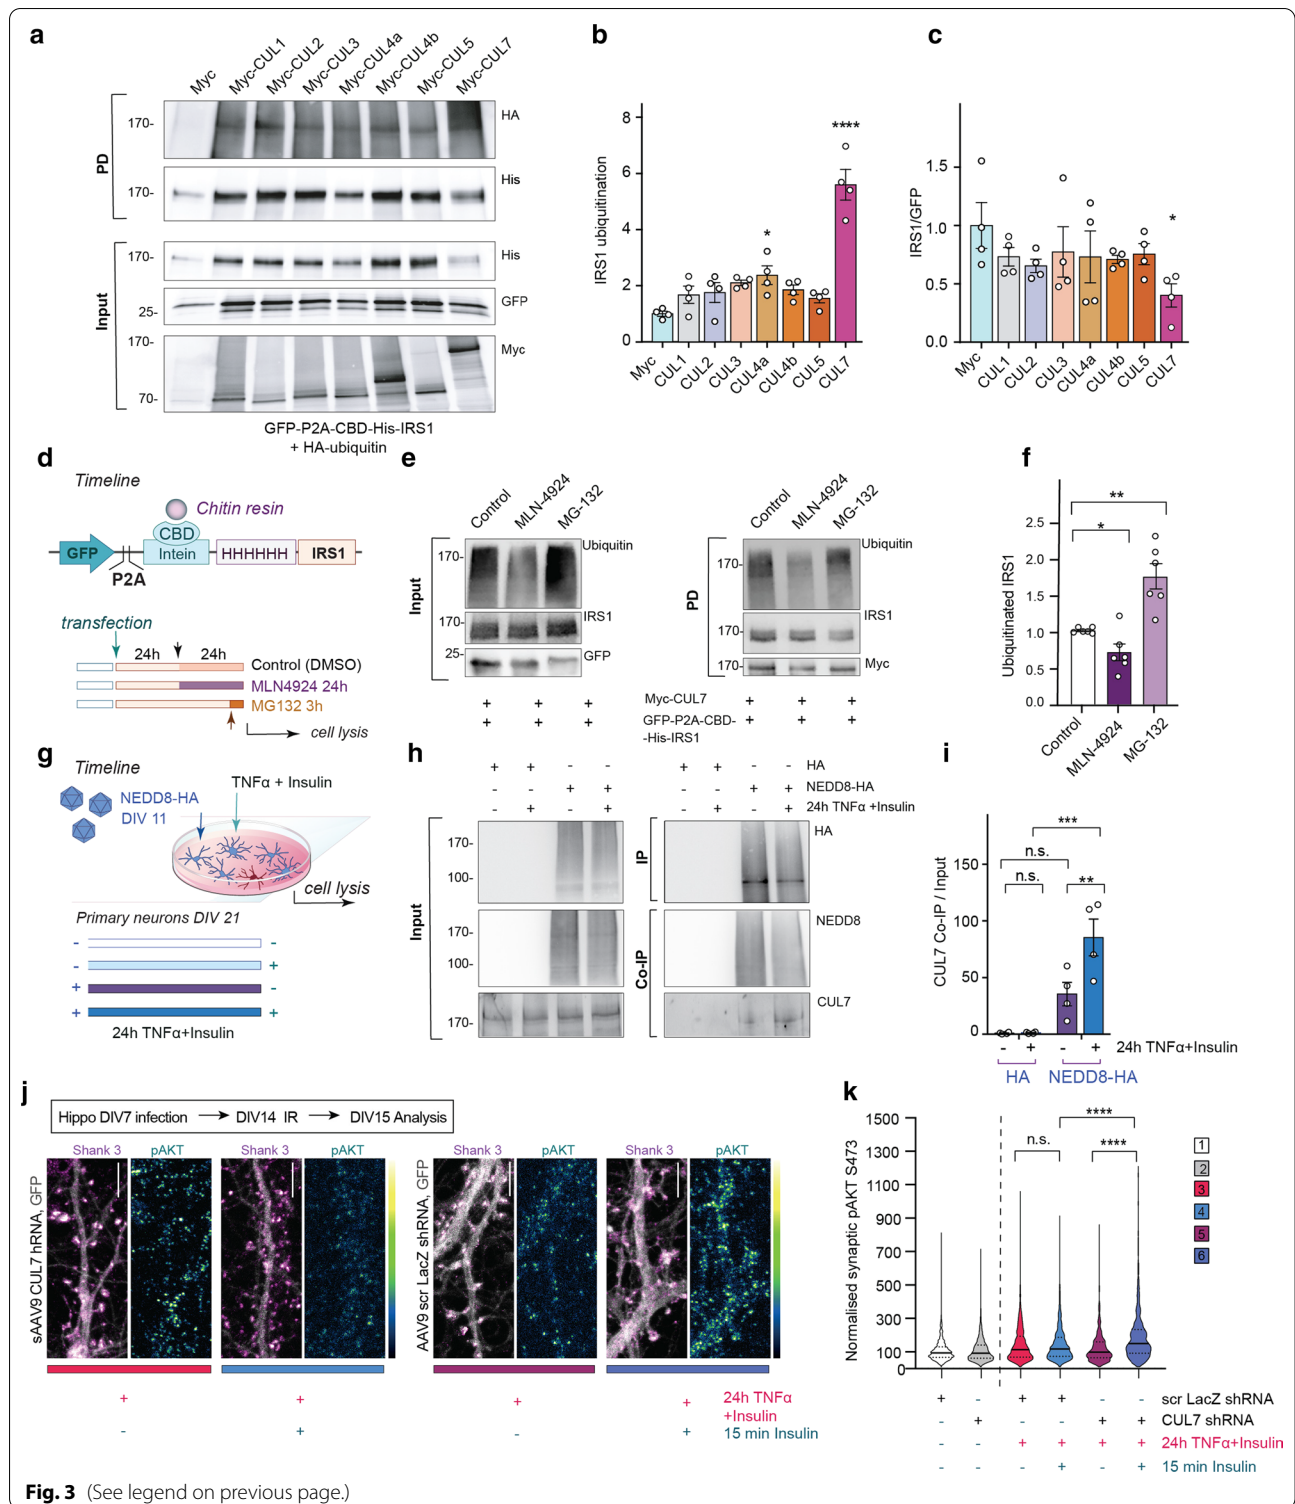 a
Myc
Myc-CUL1
Myc-CUL2
Myc-CUL3
Myc-CUL4a
Myc-CUL4b
Myc-CUL5
Myc-CUL7
PD
170-
HA
170-
His
Input
170-
His
GFP
25-
170-
Myc
70-
GFP-P2A-CBD-His-IRS1
+ HA-ubiquitin
b
IRS1 ubiquitination
8
6
4
2
0
*
****
Myc
CUL1
CUL2
CUL3
CUL4a
CUL4b
CUL5
CUL7
c
IRS1/GFP
1.5
1.0
0.5
0.0
*
Myc
CUL1
CUL2
CUL3
CUL4a
CUL4b
CUL5
CUL7
d
Timeline
Chitin resin
CBD
GFP
Intein
HHHHHH
IRS1
P2A
transfection
24h 24h
Control (DMSO)
MLN4924 24h
MG132 3h
cell lysis
e
Control
MLN-4924
MG-132
Input
170-
Ubiquitin
170-
IRS1
25-
GFP
+ + +
+ + +
Control
MLN-4924
MG-132
PD
170-
Ubiquitin
170-
IRS1
170-
Myc
Myc-CUL7 + + +
GFP-P2A-CBD- + + +
-His-IRS1
f
Ubiquitinated IRS1
2.5
2.0
1.5
1.0
0.5
0.0
**
*
Control
MLN-4924
MG-132
g
Timeline
TNFα + Insulin
NEDD8-HA
DIV 11
cell lysis
Primary neurons DIV 21
- -
- +
+ -
+ +
24h TNFα+Insulin
h
+ + - - + + - - HA
- - + + - - + + NEDD8-HA
- + - + - + - + 24h TNFα +Insulin
Input
170-
100-
170-
100-
170-
IP
HA
Co-IP
NEDD8
CUL7
i
CUL7 Co-IP / Input
150
100
50
0
***
n.s.
n.s.
**
- + - + 24h TNFα+Insulin
HA NEDD8-HA
j
Hippo DIV7 infection DIV14 IR DIV15 Analysis
Shank 3 pAKT Shank 3 pAKT Shank 3 pAKT Shank 3 pAKT
sAAV9 CUL7 hRNA, GFP
AAV9 scr LacZ shRNA, GFP
+ + + + 24h TNFα
+Insulin
- + - + 15 min Insulin
k
Normalised synaptic pAKT S473
1500
1300
1100
900
700
500
300
100
0
****
n.s.
****
1
2
3
4
5
6
+ - + + - - scr LacZ shRNA
- + - - + + CUL7 shRNA
- - + + + + 24h TNFα+Insulin
- - - + - + 15 min Insulin
Fig. 3 (See legend on previous page.)